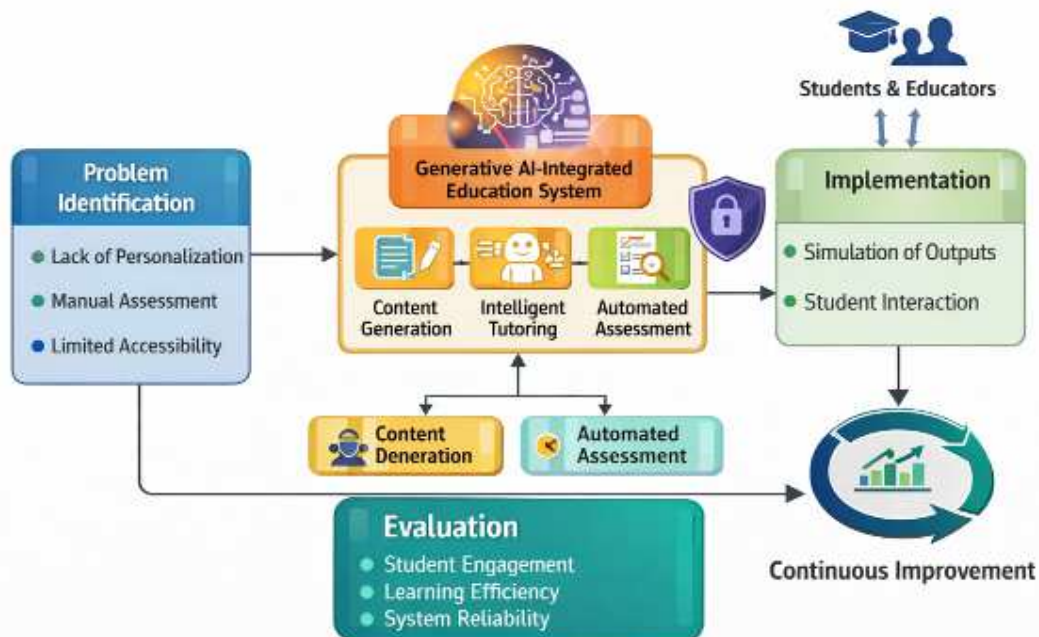 Students & Educators
Problem
Identification
Lack of Personalization
Manual Assessment
Limited Accessibility
Generative AI-Integrated
Education System
Content
Generation
Intelligent
Tutoring
Automated
Assessment
Implementation
Simulation of Outputs
Student Interaction
Content
Deneration
Automated
Assessment
Evaluation
Student Engagement
Learning Efficiency
System Reliability
Continuous Improvement